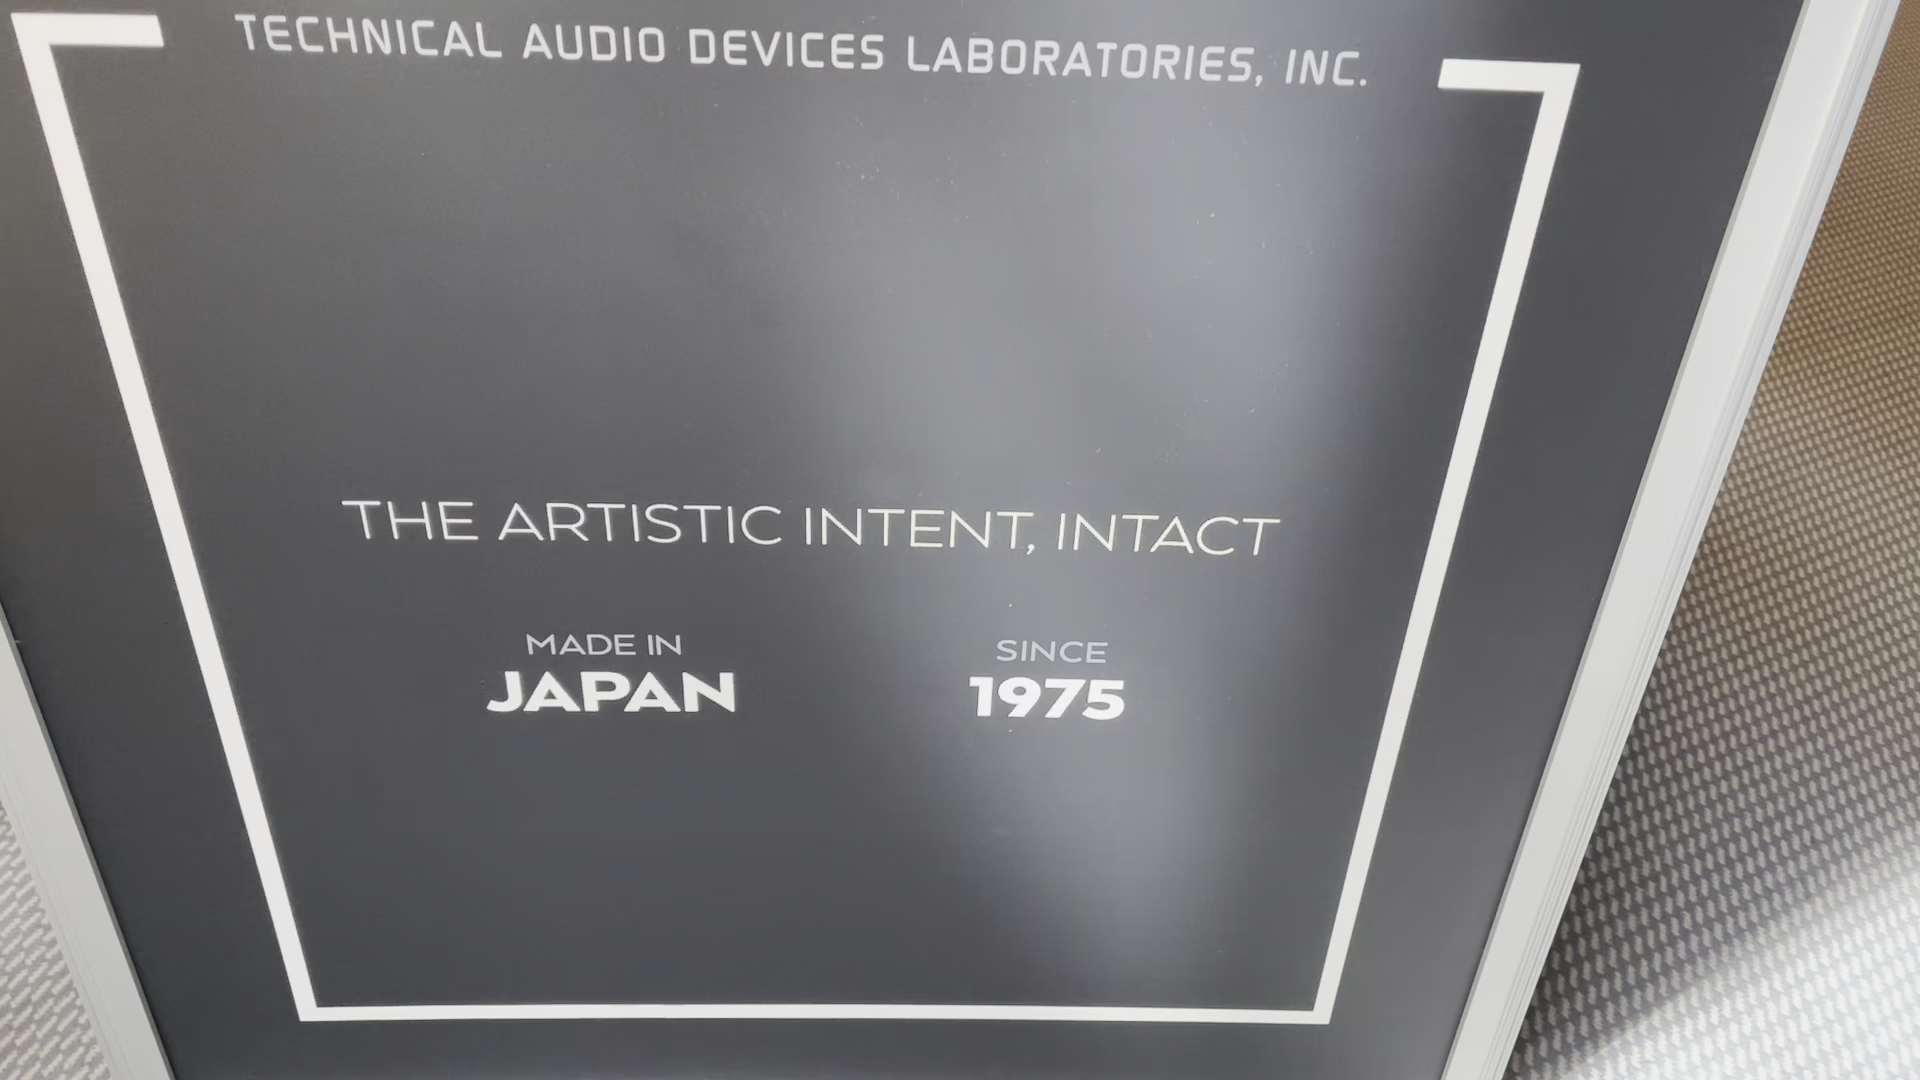 TECHNICAL AUDIO DEVICES LABORATORIES, INC.
THE ARTISTIC INTENT, INTACT
MADE IN
JAPAN
SINCE
1975